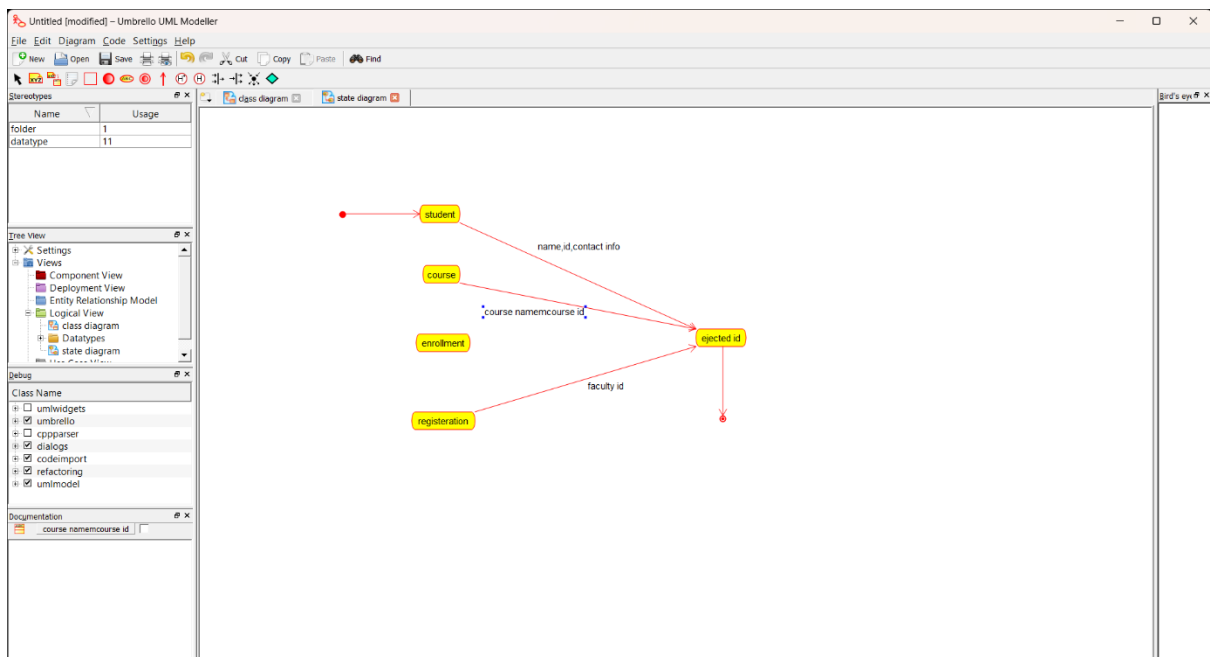 Untitled [modified] – Umbrello UML Modeller
File Edit Diagram Code Settings Help
New Open Save Cut Copy Paste Find
XYZ
Stereotypes
Name Usage
folder 1
datatype 11
Tree View
Settings
Views
Component View
Deployment View
Entity Relationship Model
Logical View
class diagram
Datatypes
state diagram
Debug
Class Name
umlwidgets
umbrello
cppparser
dialogs
codeimport
refactoring
umlmodel
Documentation
course namemcourse id
class diagram state diagram
student
name,id,contact info
course
course namemcourse id
enrollment
ejected id
faculty id
registeration
Bird's eye